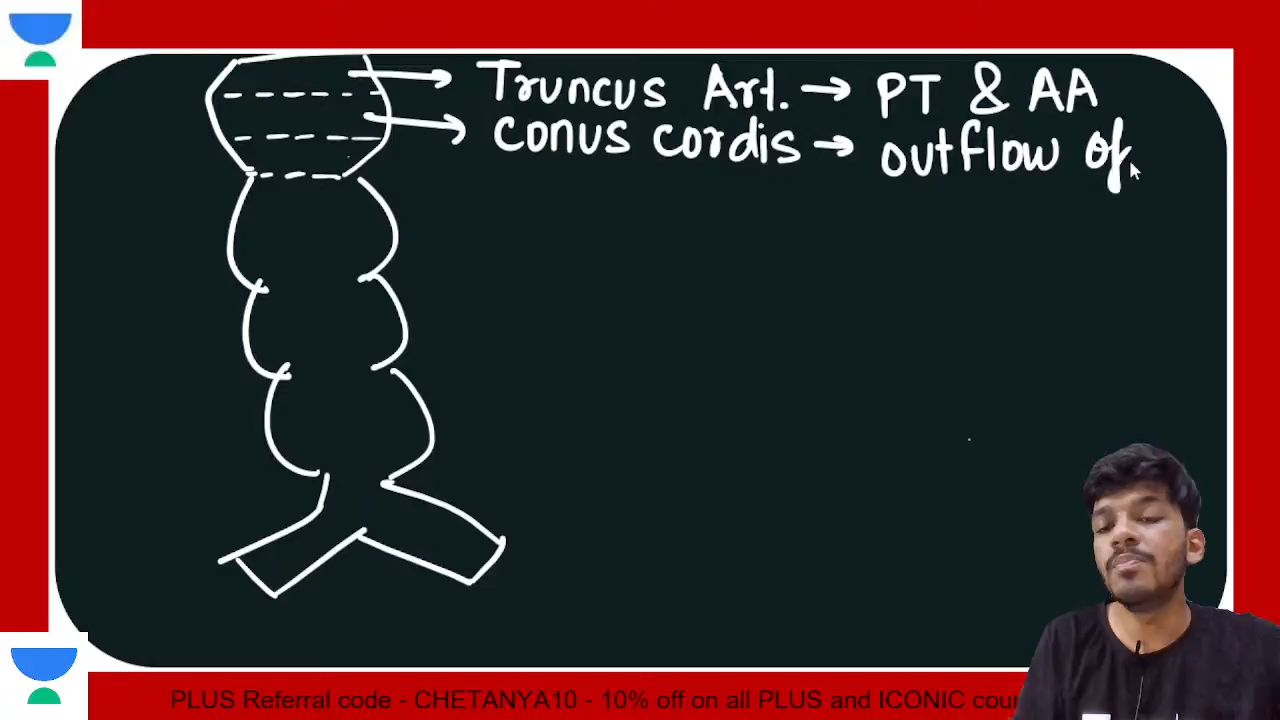 Truncus Art. → PT & AA
Conus cordis → outflow of
PLUS Referral code - CHETANYA10 - 10% off on all PLUS and ICONIC